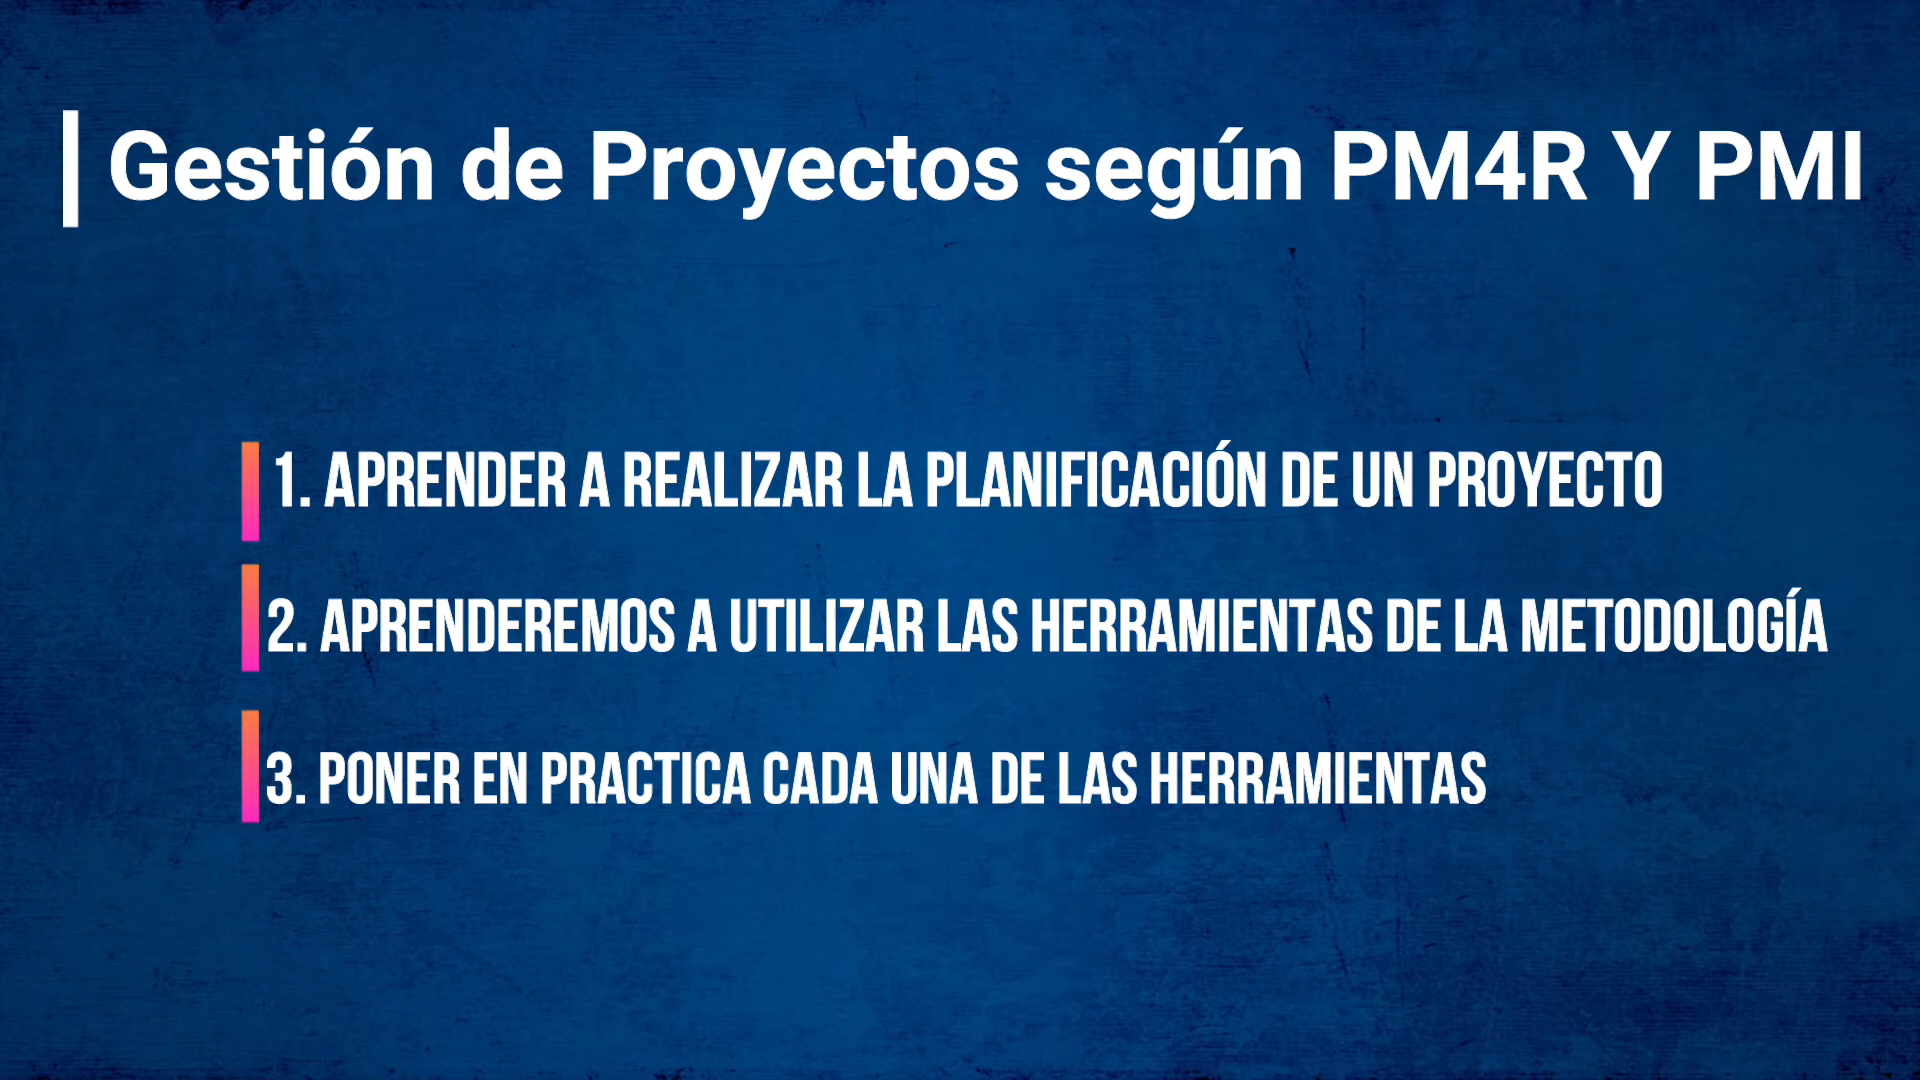 Gestión de Proyectos según PM4R Y PMI
1. APRENDER A REALIZAR LA PLANIFICACIÓN DE UN PROYECTO
2. APRENDEREMOS A UTILIZAR LAS HERRAMIENTAS DE LA METODOLOGÍA
3. PONER EN PRACTICA CADA UNA DE LAS HERRAMIENTAS